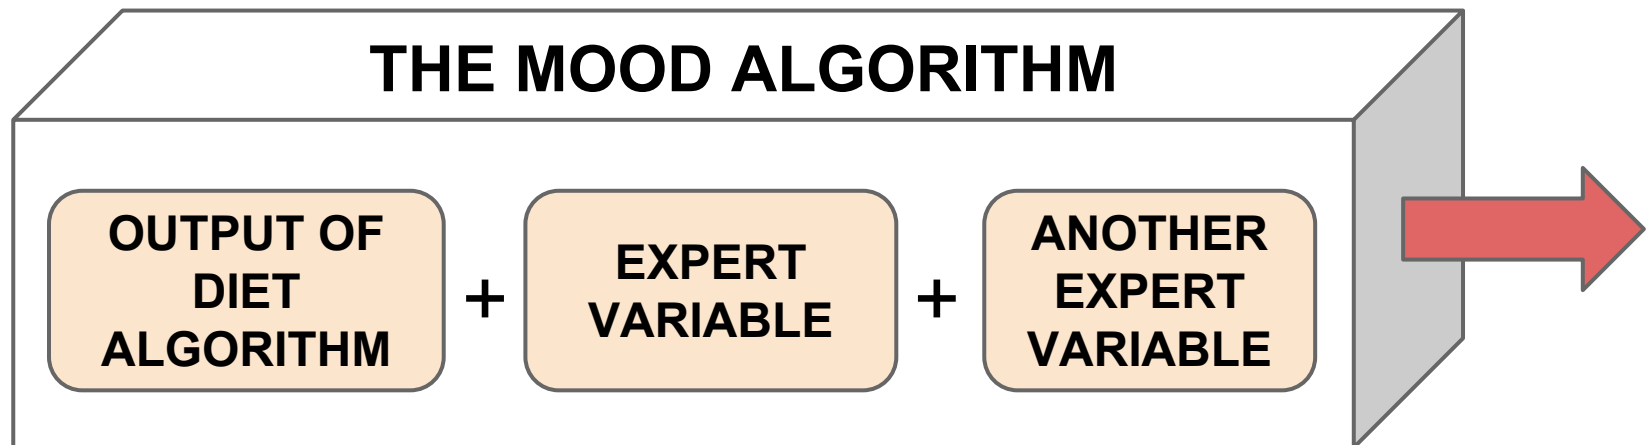 THE MOOD ALGORITHM
OUTPUT OF
DIET
ALGORITHM
+
EXPERT
VARIABLE
+
ANOTHER
EXPERT
VARIABLE